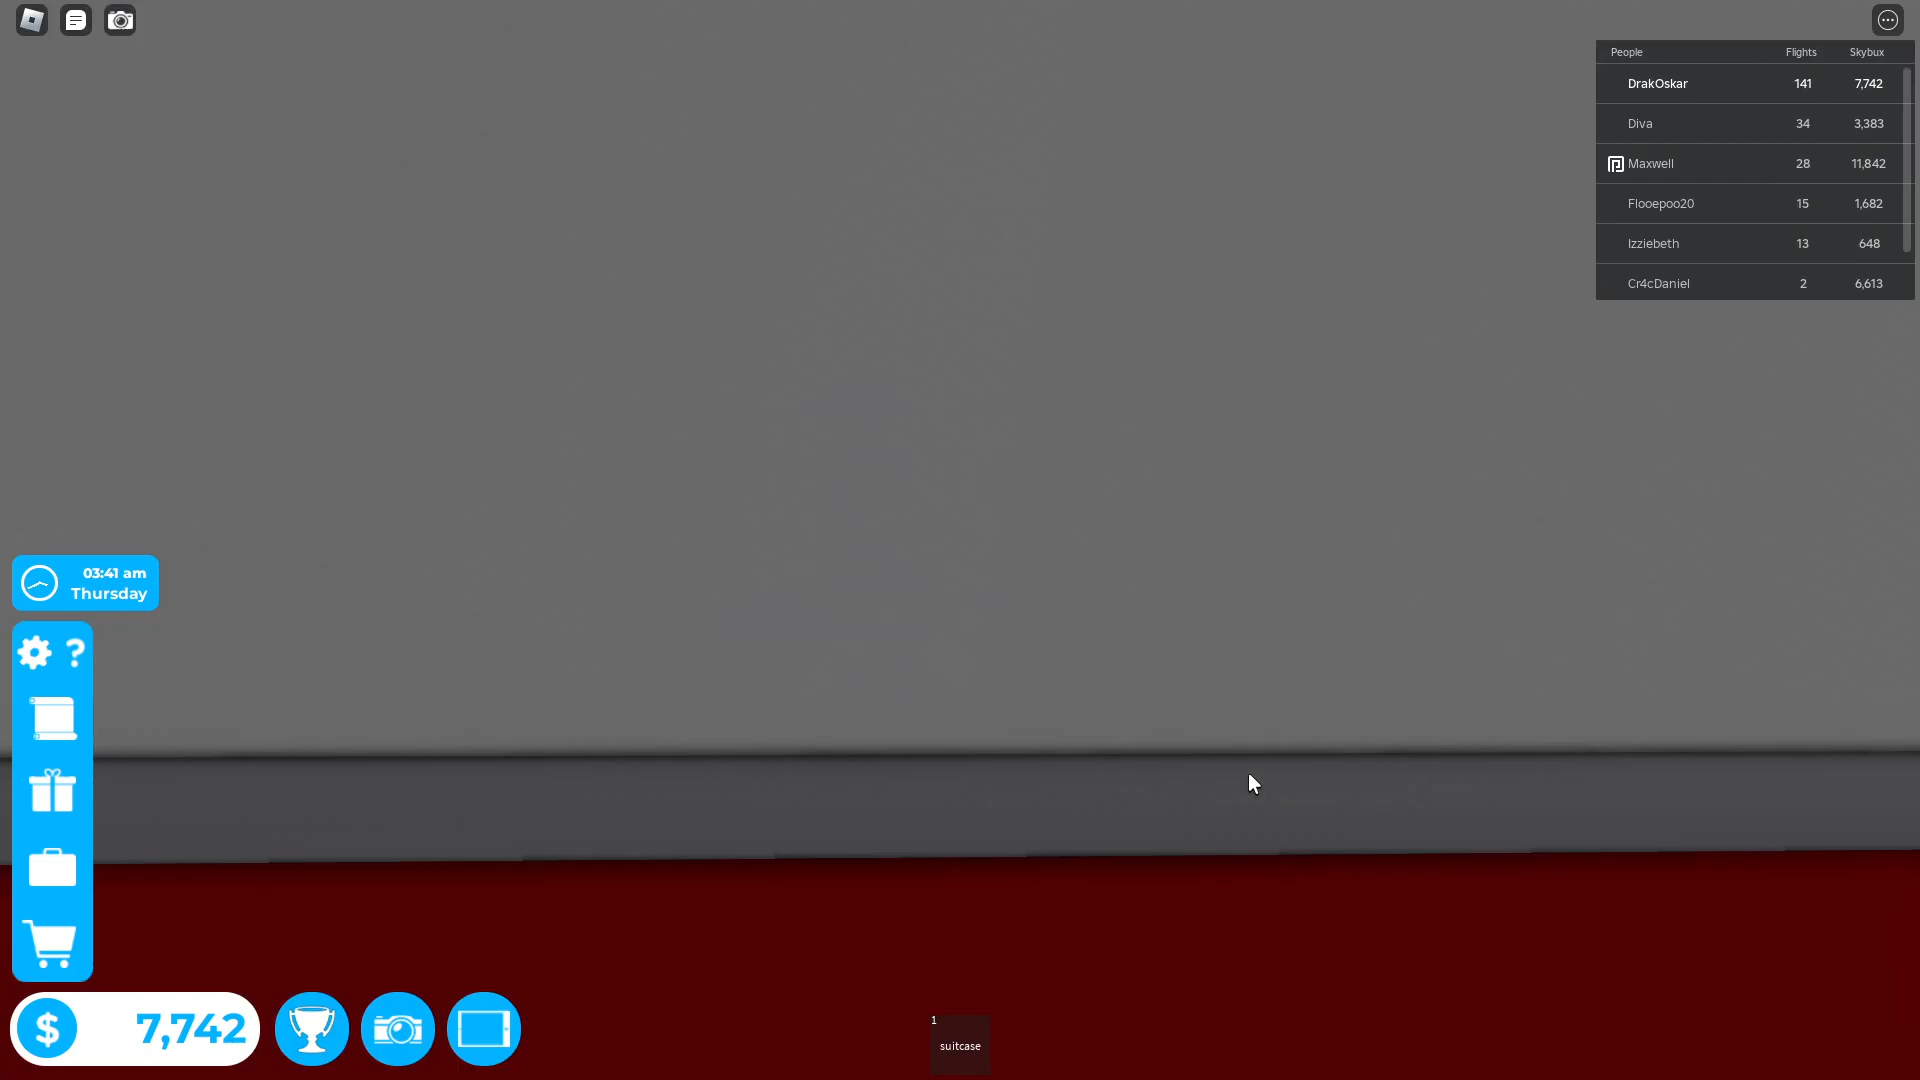 People Flights Skybux
DrakOskar 141 7,742
Diva 34 3,383
Maxwell 28 11,842
Flooepoo20 15 1,682
Izziebeth 13 648
Cr4cDaniel 2 6,613
03:41 am
Thursday
?
$ 7,742
1
suitcase